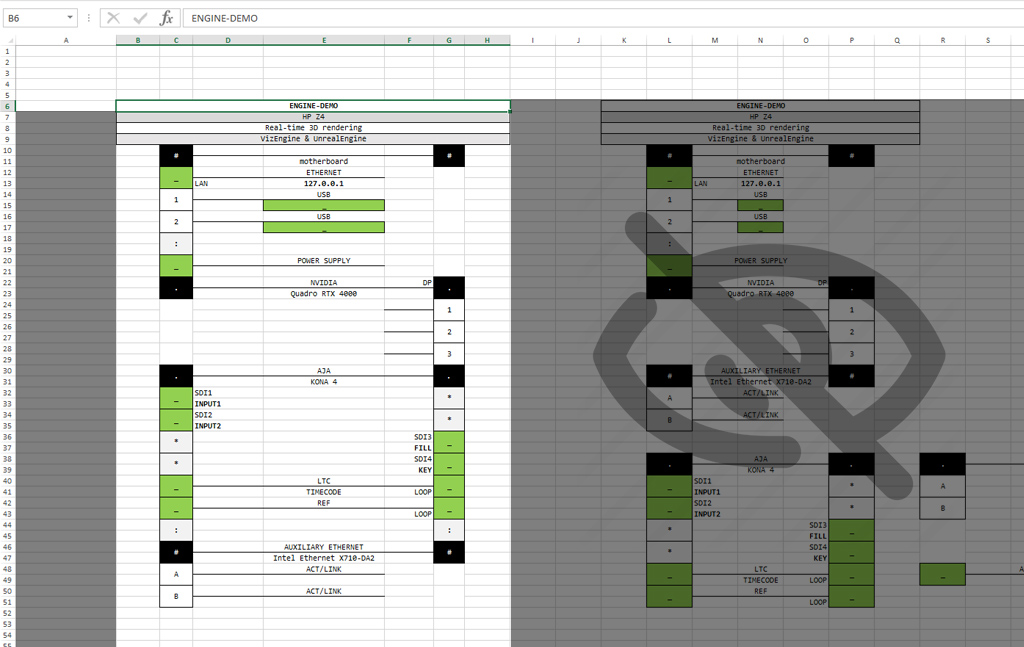 B6 fx ENGINE-DEMO
A B C D E F G H I J K L M N O P Q R S
1
2
3
4
5
6 ENGINE-DEMO ENGINE-DEMO
7 HP Z4 HP Z4
8 Real-time 3D rendering Real-time 3D rendering
9 VizEngine & UnrealEngine VizEngine & UnrealEngine
10 # # # #
11 motherboard motherboard
12 ETHERNET ETHERNET
13 _ LAN 127.0.0.1 _ LAN 127.0.0.1
14 1 USB 1 USB
15 _ _
16 2 USB 2 USB
17 _ _
18 : :
19
20 _ POWER SUPPLY _ POWER SUPPLY
21
22 . NVIDIA DP . . NVIDIA DP .
23 Quadro RTX 4000 Quadro RTX 4000
24 1 1
25
26 2 2
27
28 3 3
29
30 . AJA . # AUXILIARY ETHERNET #
31 KONA 4 Intel Ethernet X710-DA2
32 _ SDI1 * A ACT/LINK
33 INPUT1
34 _ SDI2 * B ACT/LINK
35 INPUT2
36 * SDI3 _
37 FILL
38 * SDI4 _ . AJA . .
39 KEY KONA 4
40 _ LTC _ _ SDI1 * A
41 TIMECODE LOOP INPUT1
42 _ REF _ _ SDI2 * B
43 LOOP INPUT2
44 : : * SDI3 _
45 FILL
46 # AUXILIARY ETHERNET # * SDI4 _
47 Intel Ethernet X710-DA2 KEY
48 A ACT/LINK _ LTC _ _ A
49 TIMECODE LOOP
50 B ACT/LINK _ REF _
51 LOOP
52
53
54
55